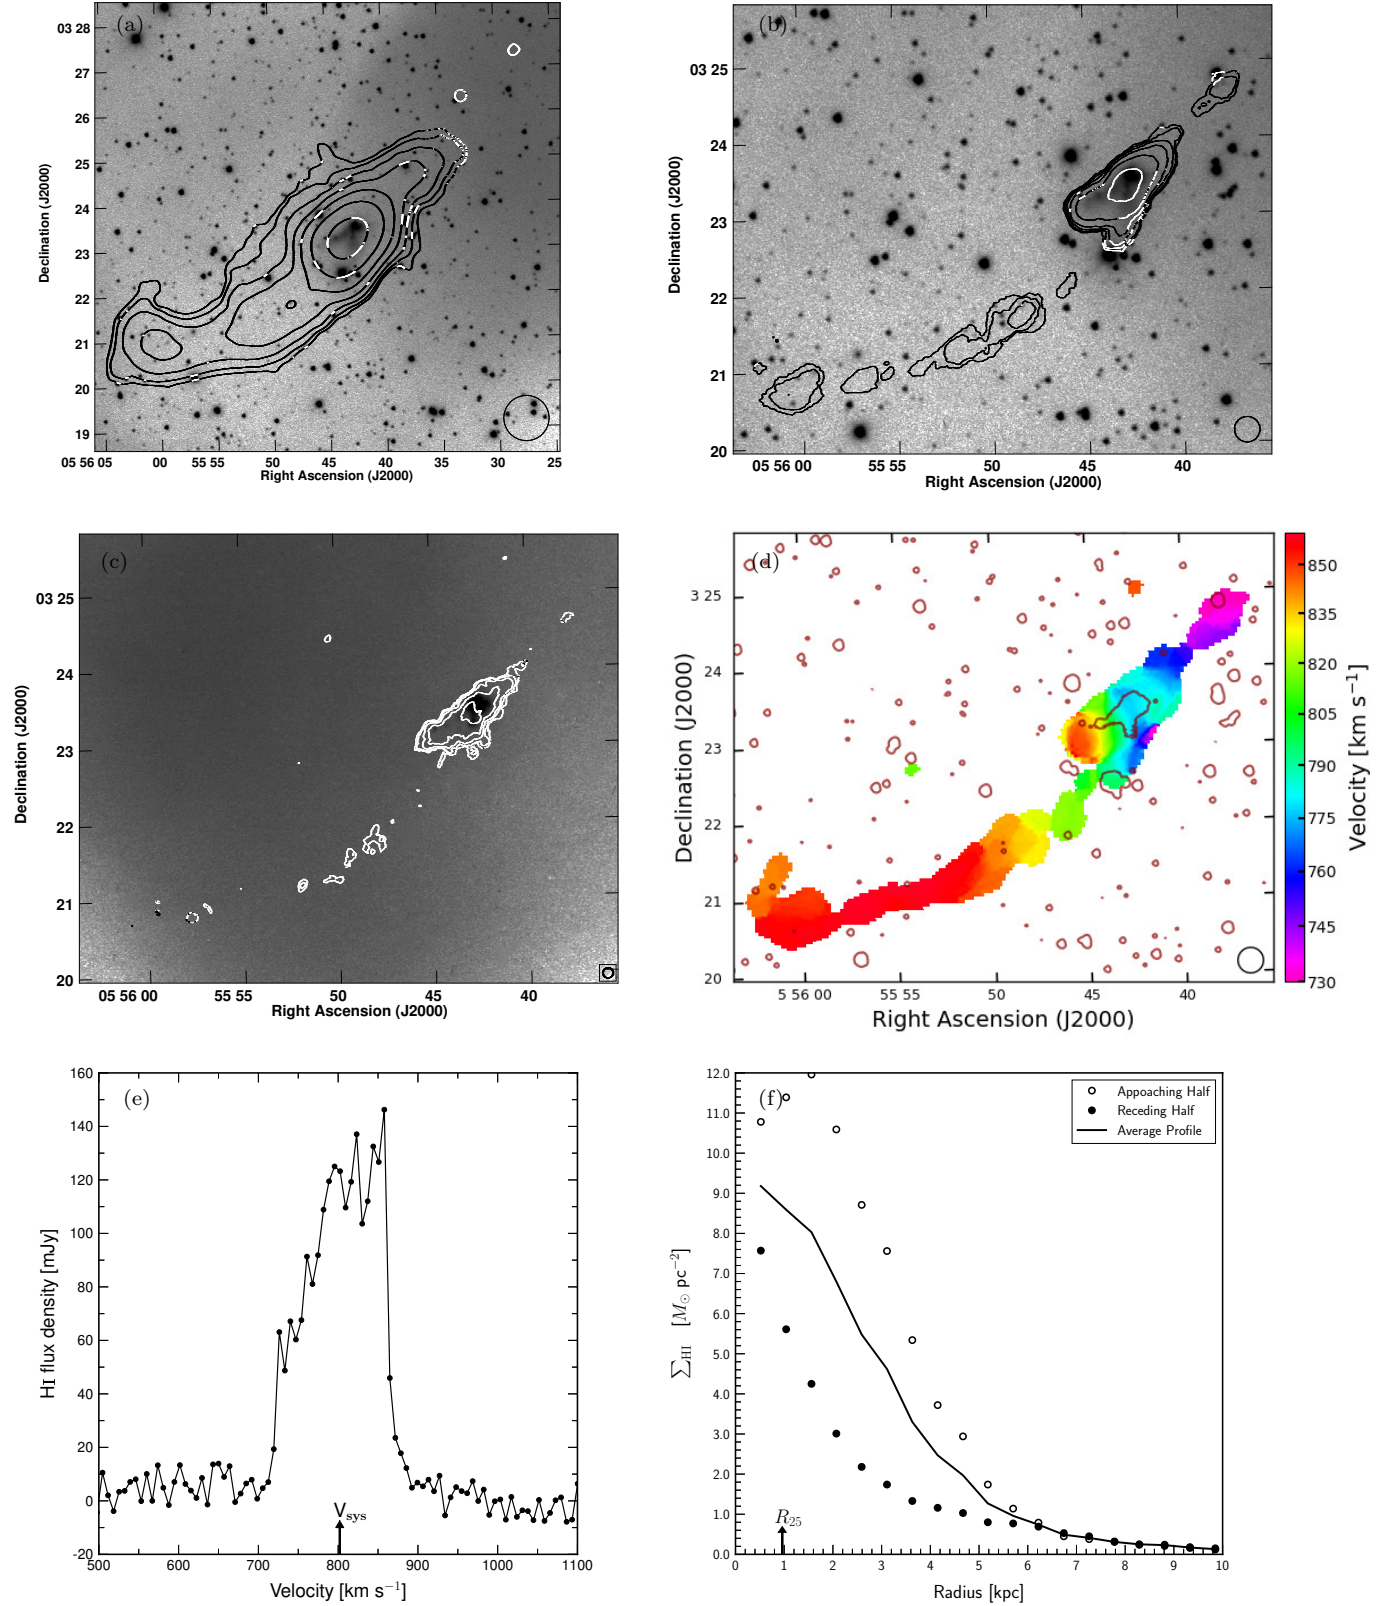 (a)
03 28
27
26
25
24
23
22
21
20
19
Declination (J2000)
05 56 05 00 05 55 50 45 40 35 30 25
Right Ascension (J2000)
(b)
03 25
24
23
22
21
20
Declination (J2000)
05 56 00 05 55 50 45 40
Right Ascension (J2000)
(c)
03 25
24
23
22
21
20
Declination (J2000)
05 56 00 05 55 50 45 40
Right Ascension (J2000)
(d)
3 25
24
23
22
21
20
Declination (J2000)
5 56 00 05 55 50 45 40
Right Ascension (J2000)
850
835
820
805
790
775
760
745
730
Velocity [km s⁻¹]
(e)
160
140
120
100
80
60
40
20
0
-20
HI flux density [mJy]
Vsys
500 600 700 800 900 1000 1100
Velocity [km s⁻¹]
(f)
12.0
11.0
10.0
9.0
8.0
7.0
6.0
5.0
4.0
3.0
2.0
1.0
0.0
∑HI [M⊙ pc⁻²]
Appoaching Half
Receding Half
Average Profile
R25
0 1 2 3 4 5 6 7 8 9 10
Radius [kpc]